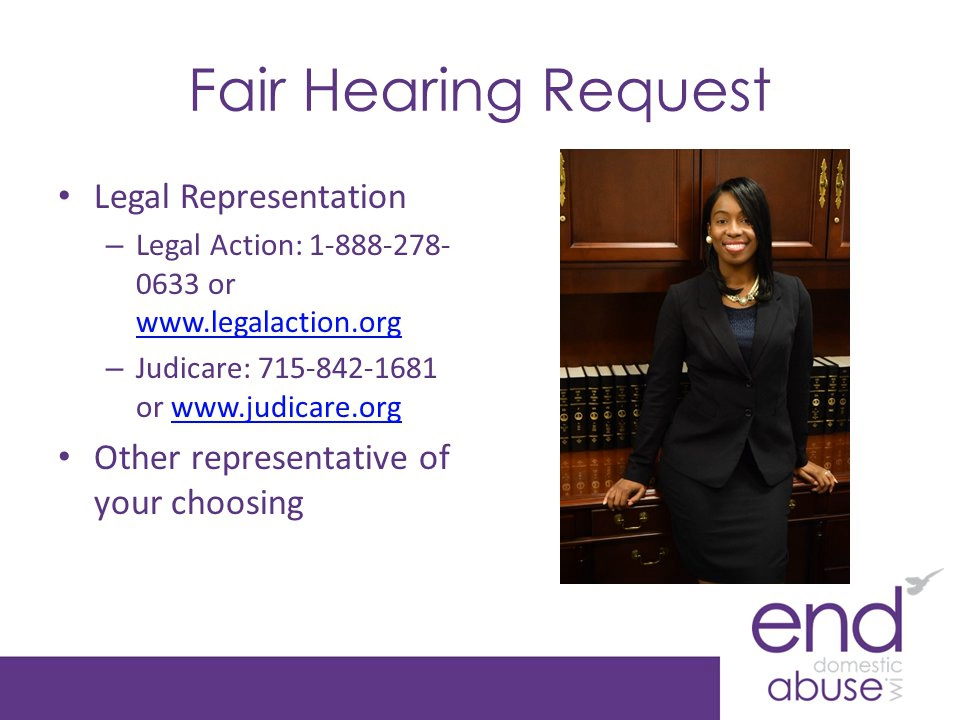 Fair Hearing Request
• Legal Representation
– Legal Action: 1-888-278-
0633 or
www.legalaction.org
– Judicare: 715-842-1681
or www.judicare.org
• Other representative of
your choosing
end
domestic
abuse
wi